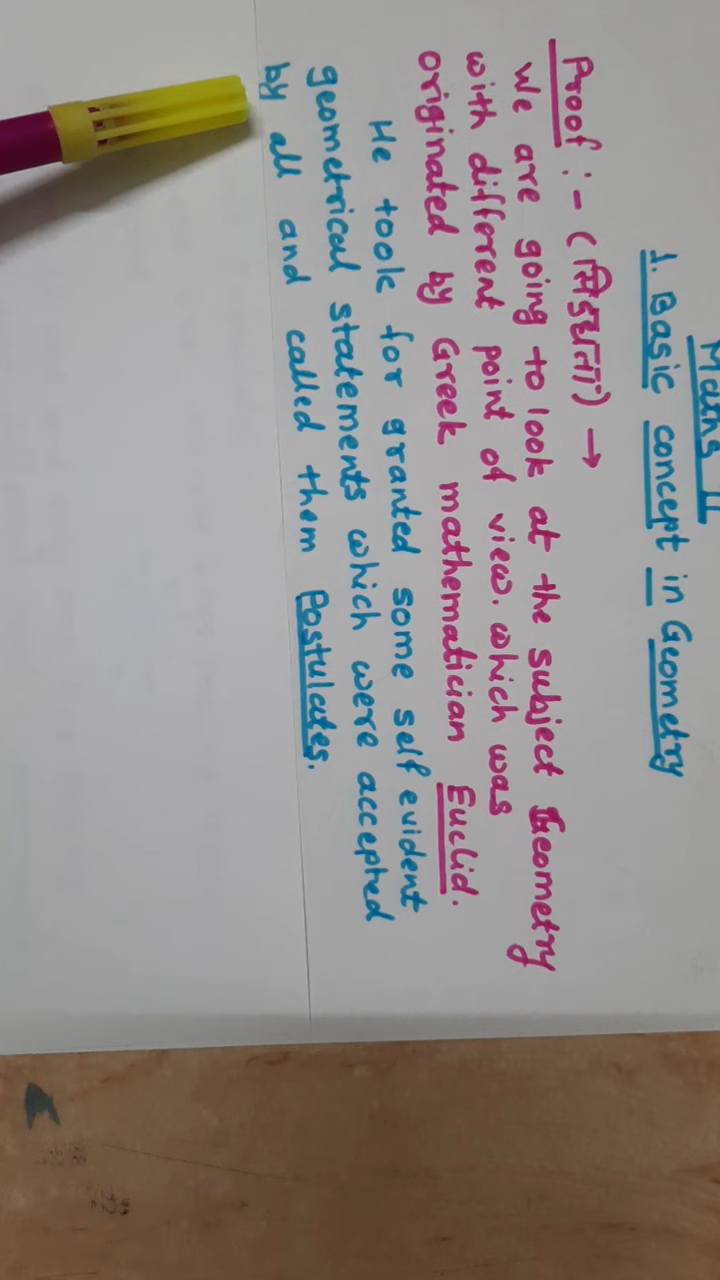 Maths II
1. Basic concept in Geometry
Proof :- (सिद्धता) →
We are going to look at the subject Geometry
with different point of view. which was
originated by Greek mathematician Euclid.
He took for granted some self evident
geometrical statements which were accepted
by all and called them Postulates.